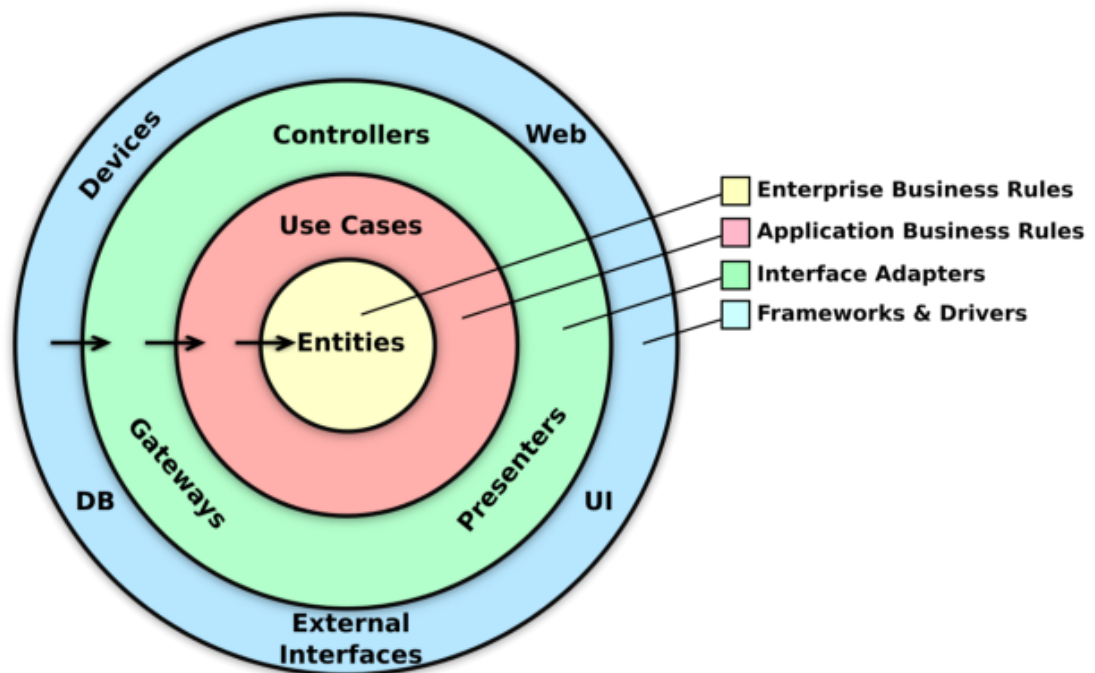 Devices
Controllers
Web
Use Cases
Entities
Gateways
Presenters
DB
UI
External
Interfaces
Enterprise Business Rules
Application Business Rules
Interface Adapters
Frameworks & Drivers